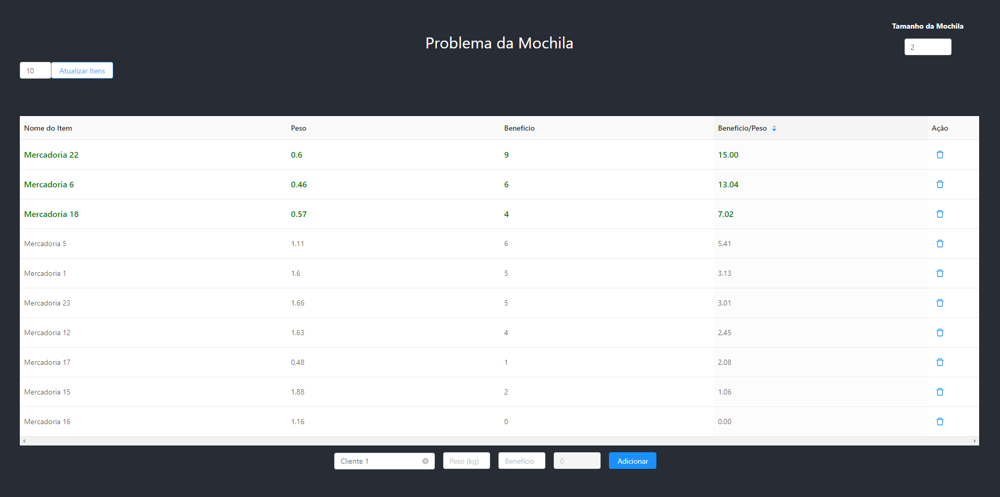 Tamanho da Mochila
Problema da Mochila
2
10 Atualizar Itens
Nome do Item Peso Benefício Benefício/Peso Ação
Mercadoria 22 0.6 9 15.00
Mercadoria 6 0.46 6 13.04
Mercadoria 18 0.57 4 7.02
Mercadoria 5 1.11 6 5.41
Mercadoria 1 1.6 5 3.13
Mercadoria 23 1.66 5 3.01
Mercadoria 12 1.63 4 2.45
Mercadoria 17 0.48 1 2.08
Mercadoria 15 1.88 2 1.06
Mercadoria 16 1.16 0 0.00
Cliente 1 Peso (kg) Benefício 0 Adicionar